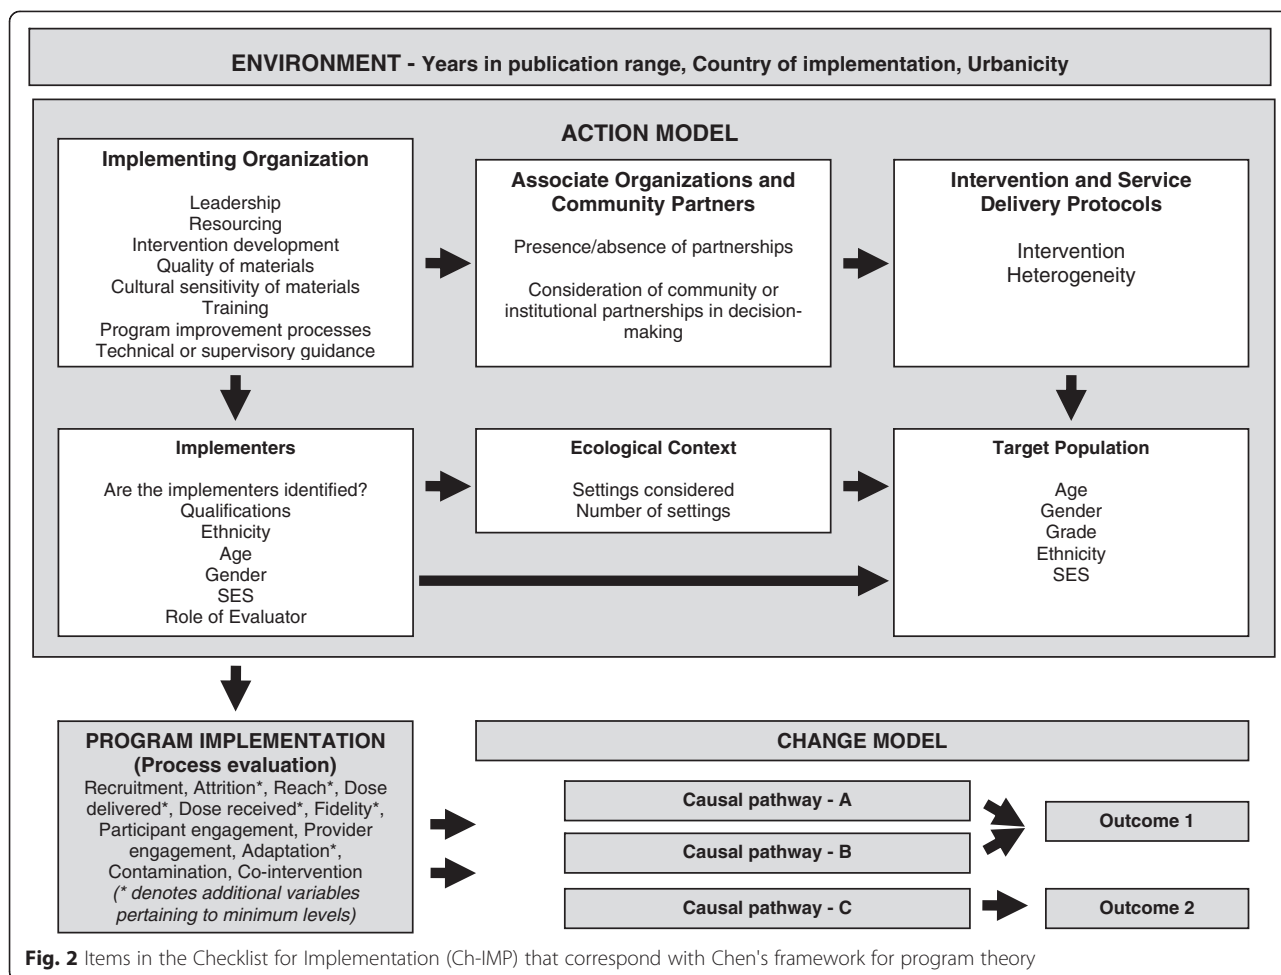 ENVIRONMENT - Years in publication range, Country of implementation, Urbanicity
ACTION MODEL
Implementing Organization
Leadership
Resourcing
Intervention development
Quality of materials
Cultural sensitivity of materials
Training
Program improvement processes
Technical or supervisory guidance
Associate Organizations and
Community Partners
Presence/absence of partnerships
Consideration of community or
institutional partnerships in decision-
making
Intervention and Service
Delivery Protocols
Intervention
Heterogeneity
Implementers
Are the implementers identified?
Qualifications
Ethnicity
Age
Gender
SES
Role of Evaluator
Ecological Context
Settings considered
Number of settings
Target Population
Age
Gender
Grade
Ethnicity
SES
PROGRAM IMPLEMENTATION
(Process evaluation)
Recruitment, Attrition*, Reach*, Dose
delivered*, Dose received*, Fidelity*,
Participant engagement, Provider
engagement, Adaptation*,
Contamination, Co-intervention
(* denotes additional variables
pertaining to minimum levels)
CHANGE MODEL
Causal pathway - A
Causal pathway - B
Causal pathway - C
Outcome 1
Outcome 2
Fig. 2 Items in the Checklist for Implementation (Ch-IMP) that correspond with Chen's framework for program theory